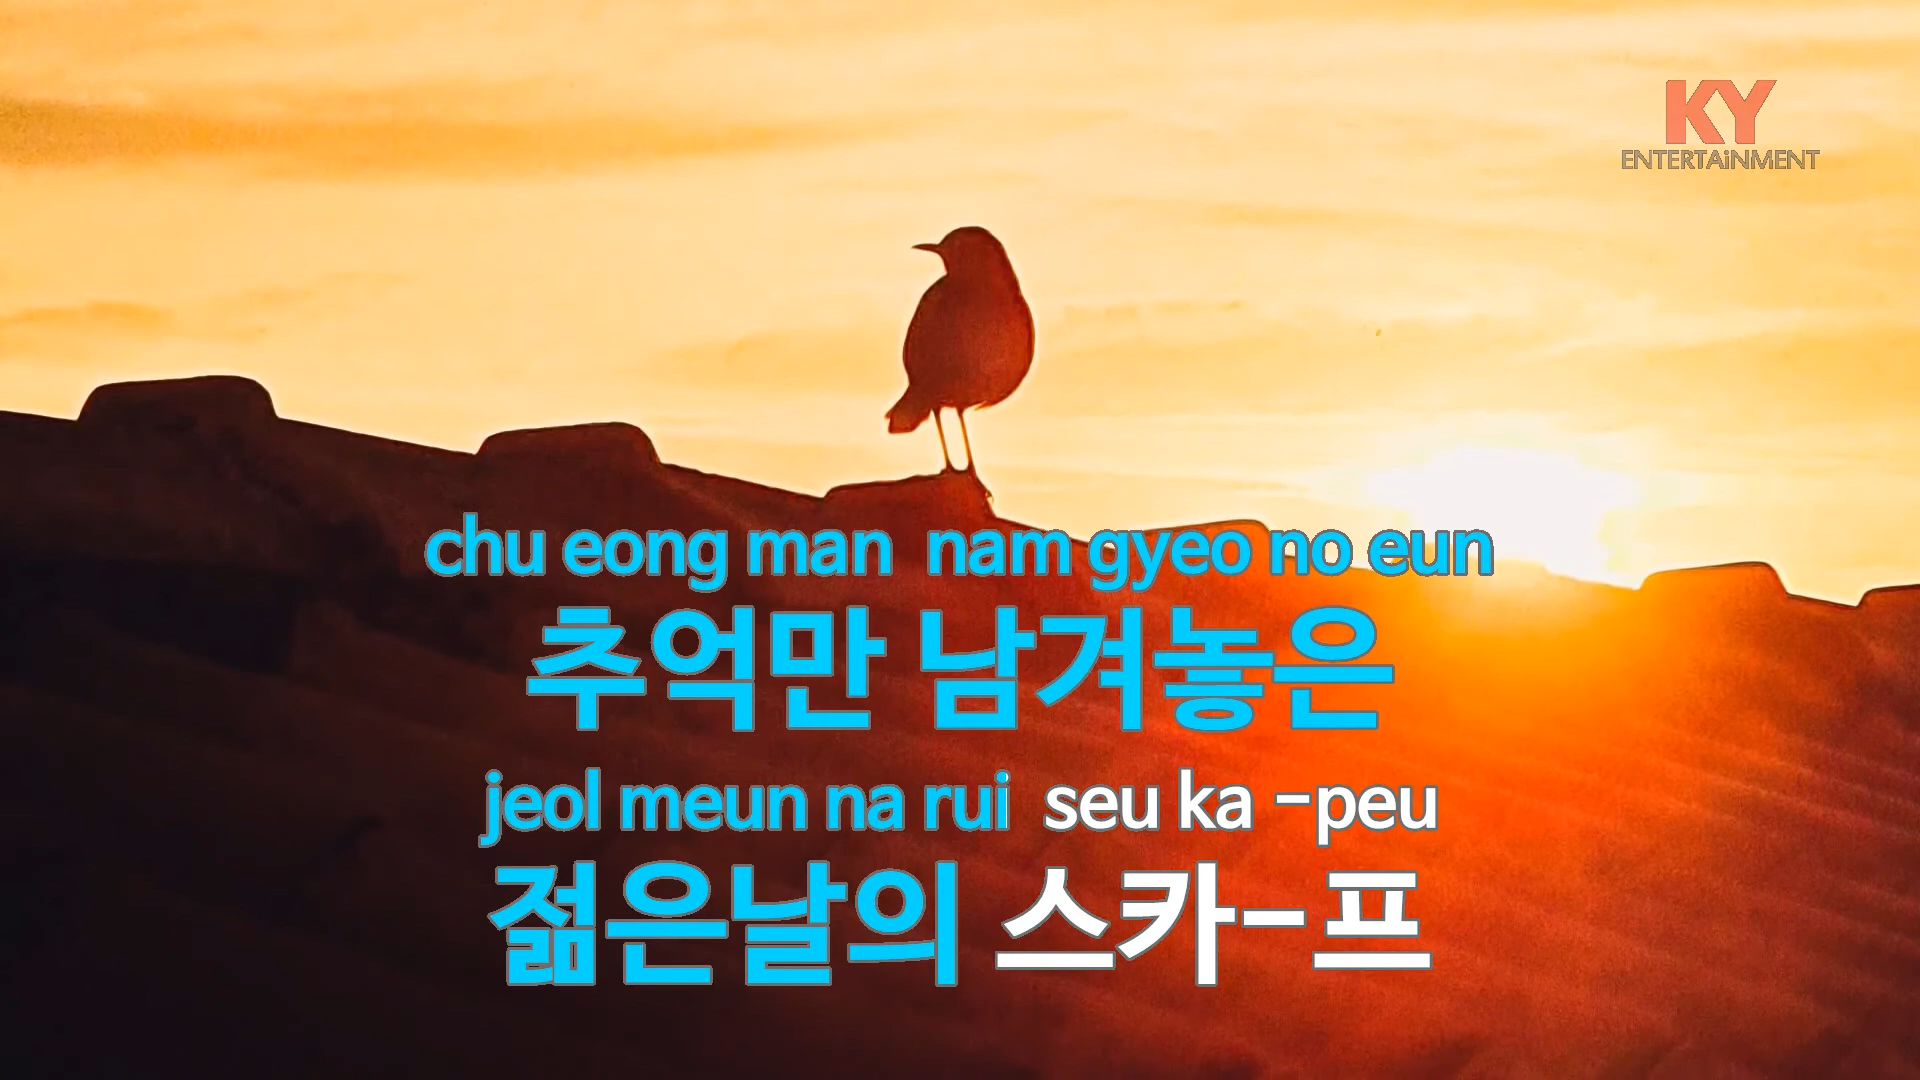 KY
ENTERTAiNMENT
chu eong man nam gyeo no eun
추억만 남겨놓은
jeol meun na rui seu ka -peu
젊은날의 스카-프